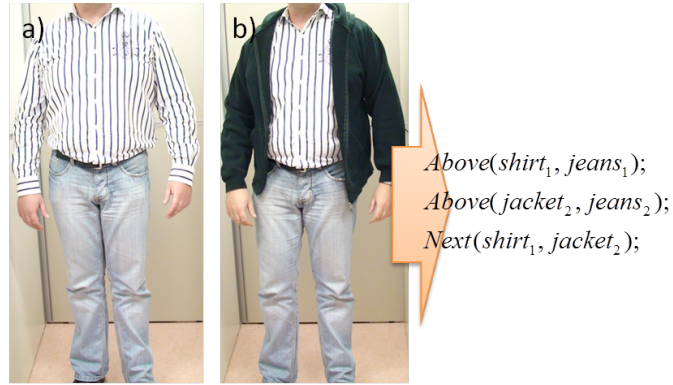 a)
b)
Above(shirt₁, jeans₁);
Above(jacket₂, jeans₂);
Next(shirt₁, jacket₂);